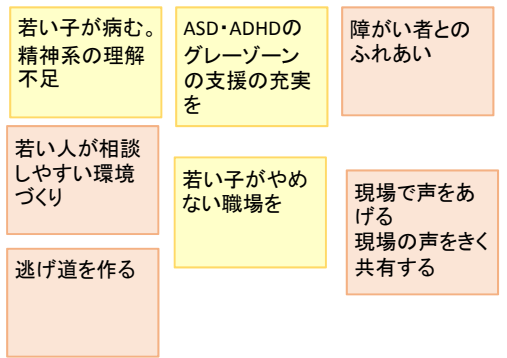 若い子が病む。
精神系の理解
不足
ASD・ADHDの
グレーゾーン
の支援の充実
を
障がい者との
ふれあい
若い人が相談
しやすい環境
づくり
若い子がやめ
ない職場を
現場で声をあ
げる
現場の声をきく
共有する
逃げ道を作る